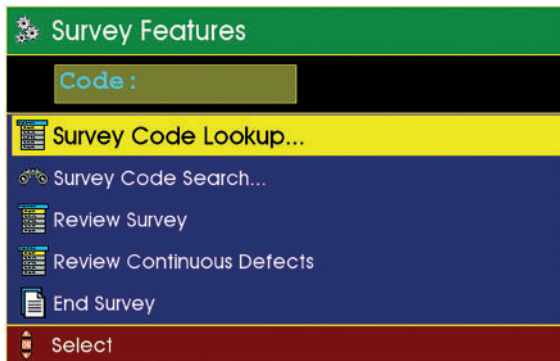 Survey Features
Code:
Survey Code Lookup...
Survey Code Search...
Review Survey
Review Continuous Defects
End Survey
Select